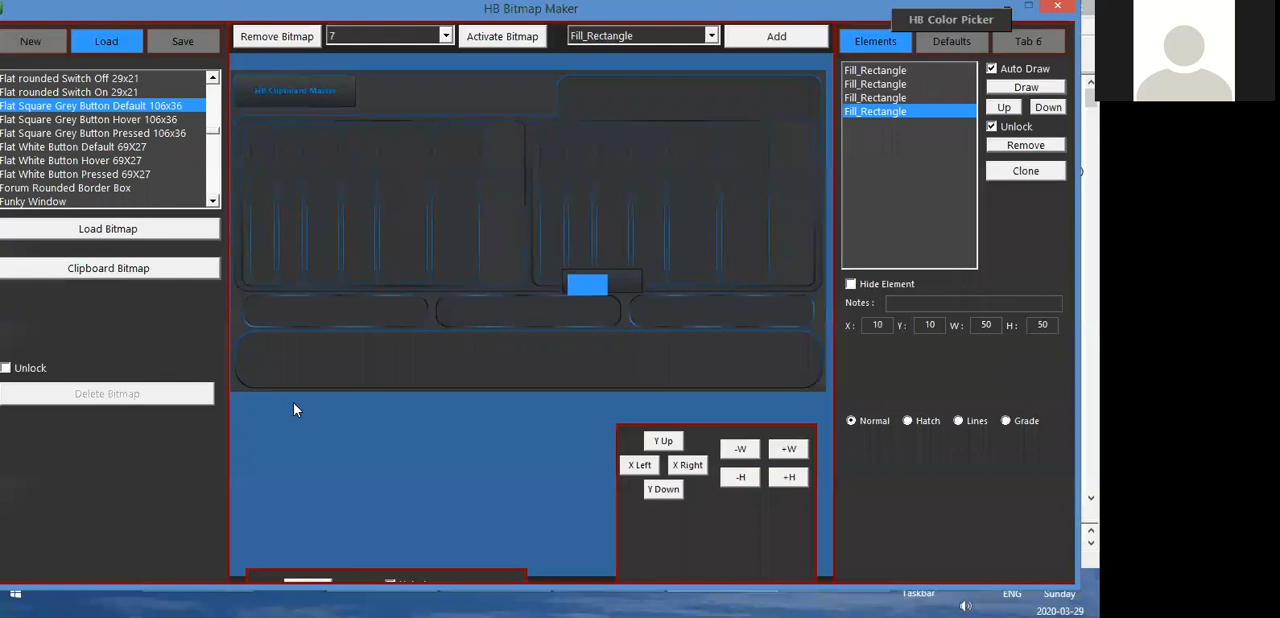 HB Bitmap Maker
HB Color Picker
New
Load
Save
Remove Bitmap
7
Activate Bitmap
Fill_Rectangle
Add
Elements
Defaults
Tab 6
Flat rounded Switch Off 29x21
Flat rounded Switch On 29x21
Flat Square Grey Button Default 106x36
Flat Square Grey Button Hover 106x36
Flat Square Grey Button Pressed 106x36
Flat White Button Default 69X27
Flat White Button Hover 69X27
Flat White Button Pressed 69X27
Forum Rounded Border Box
Funky Window
Load Bitmap
Clipboard Bitmap
Unlock
Delete Bitmap
HB Clipboard Master
Y Up
X Left
X Right
Y Down
-W
+W
-H
+H
Fill_Rectangle
Fill_Rectangle
Fill_Rectangle
Fill_Rectangle
Auto Draw
Draw
Up
Down
Unlock
Remove
Clone
Hide Element
Notes :
X : 10 Y : 10 W : 50 H : 50
Normal
Hatch
Lines
Grade
Taskbar
ENG
Sunday
2020-03-29